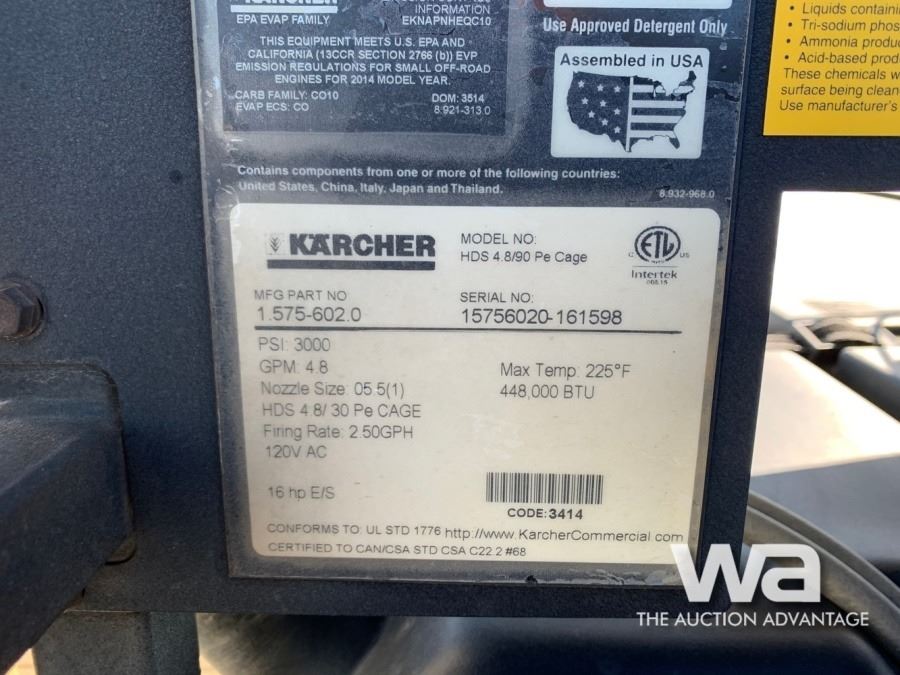 KÄRCHER
EPA EVAP FAMILY
INFORMATION
EKNAPNHEQC10
THIS EQUIPMENT MEETS U.S. EPA AND
CALIFORNIA (13CCR SECTION 2766 (b)) EVP
EMISSION REGULATIONS FOR SMALL OFF-ROAD
ENGINES FOR 2014 MODEL YEAR.
CARB FAMILY: CO10
DOM: 3514
EVAP ECS: CO
8.921-313.0
Use Approved Detergent Only
Assembled in USA
• Liquids containi
• Tri-sodium phos
• Ammonia produ
• Acid-based prod
These chemicals w
surface being clean
Use manufacturer's
Contains components from one or more of the following countries:
United States, China, Italy, Japan and Thailand.
8.932-968.0
KÄRCHER
MODEL NO:
HDS 4.8/90 Pe Cage
C ETL US
Intertek
MFG PART NO
1.575-602.0
SERIAL NO:
15756020-161598
PSI: 3000
GPM: 4.8
Nozzle Size: 05.5(1)
HDS 4.8/ 30 Pe CAGE
Firing Rate: 2.50GPH
120V AC
16 hp E/S
Max Temp: 225°F
448,000 BTU
CODE:3414
CONFORMS TO: UL STD 1776 http://www.KarcherCommercial.com
CERTIFIED TO CAN/CSA STD CSA C22.2 #68
wa
THE AUCTION ADVANTAGE